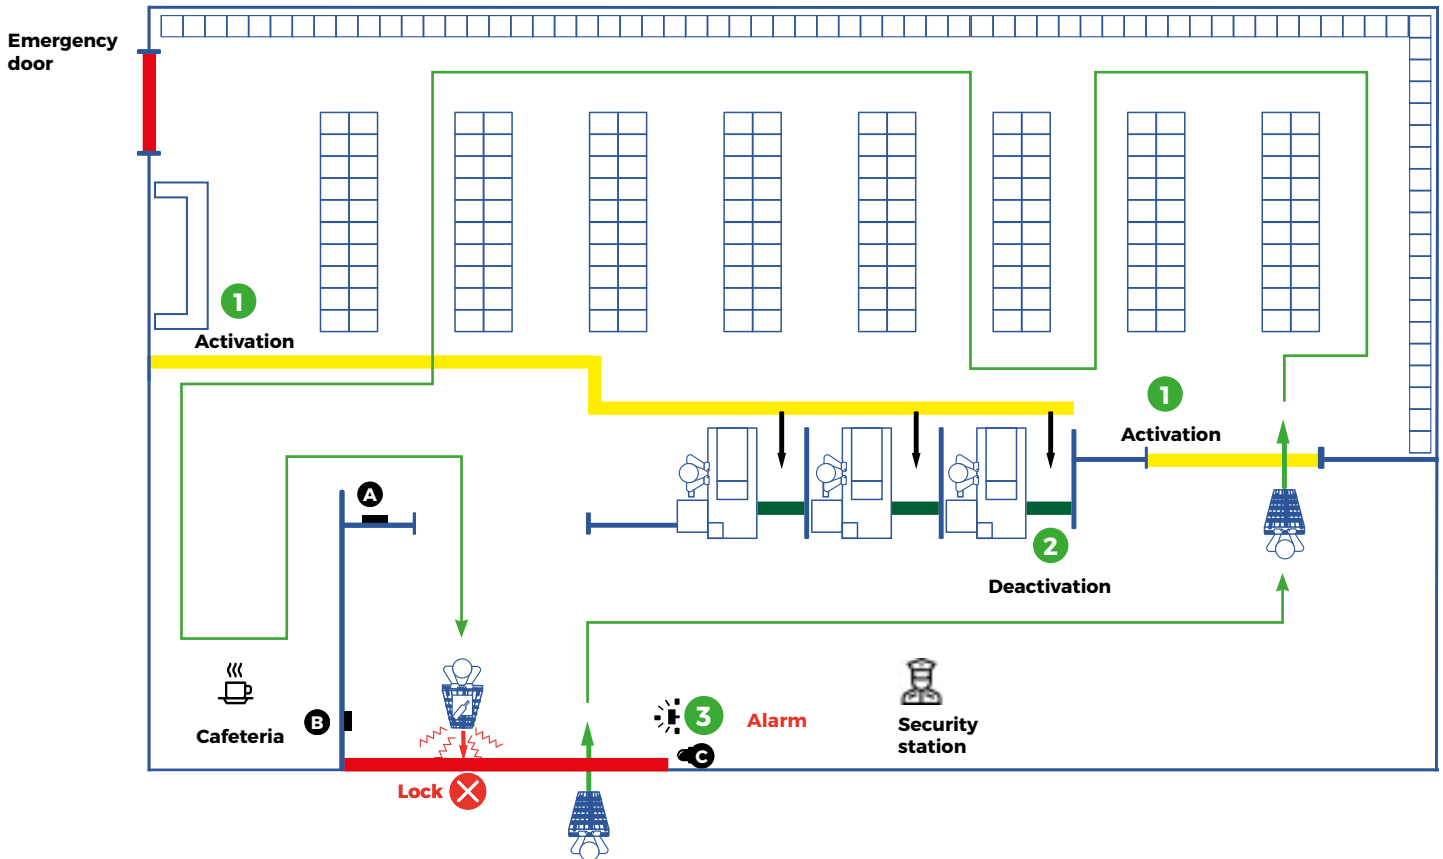 Emergency
door
1
Activation
1
Activation
A
2
Deactivation
B
Cafeteria
3
Alarm
C
Security
station
Lock